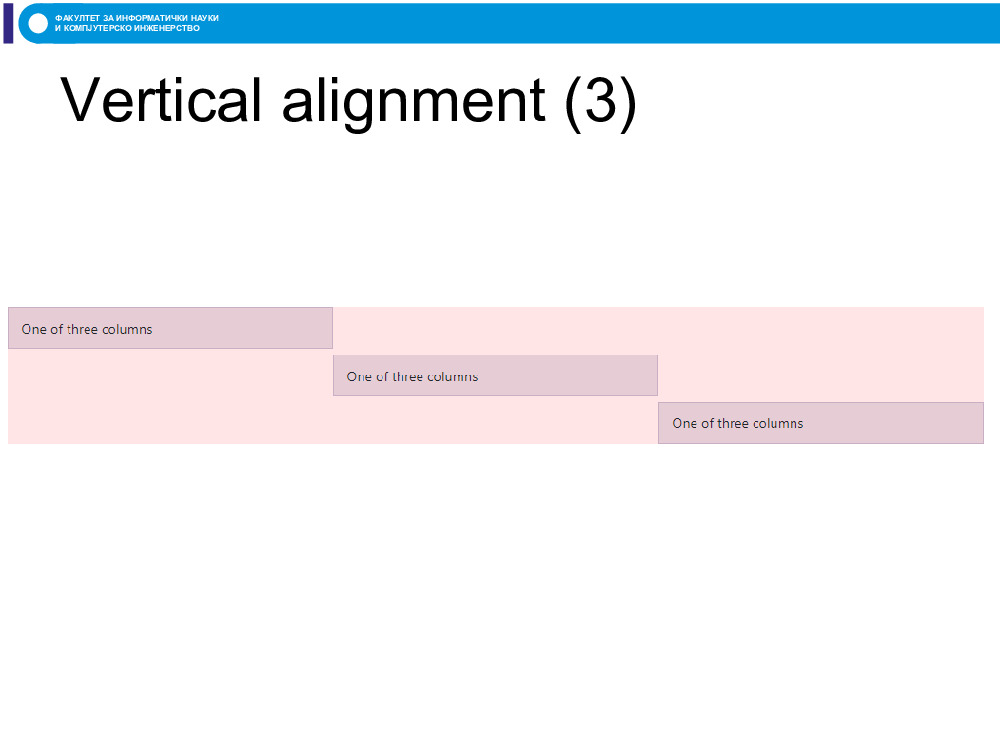 ФАКУЛТЕТ ЗА ИНФОРМАТИЧКИ НАУКИ
И КОМПЈУТЕРСКО ИНЖЕНЕРСТВО
Vertical alignment (3)
One of three columns
One of three columns
One of three columns